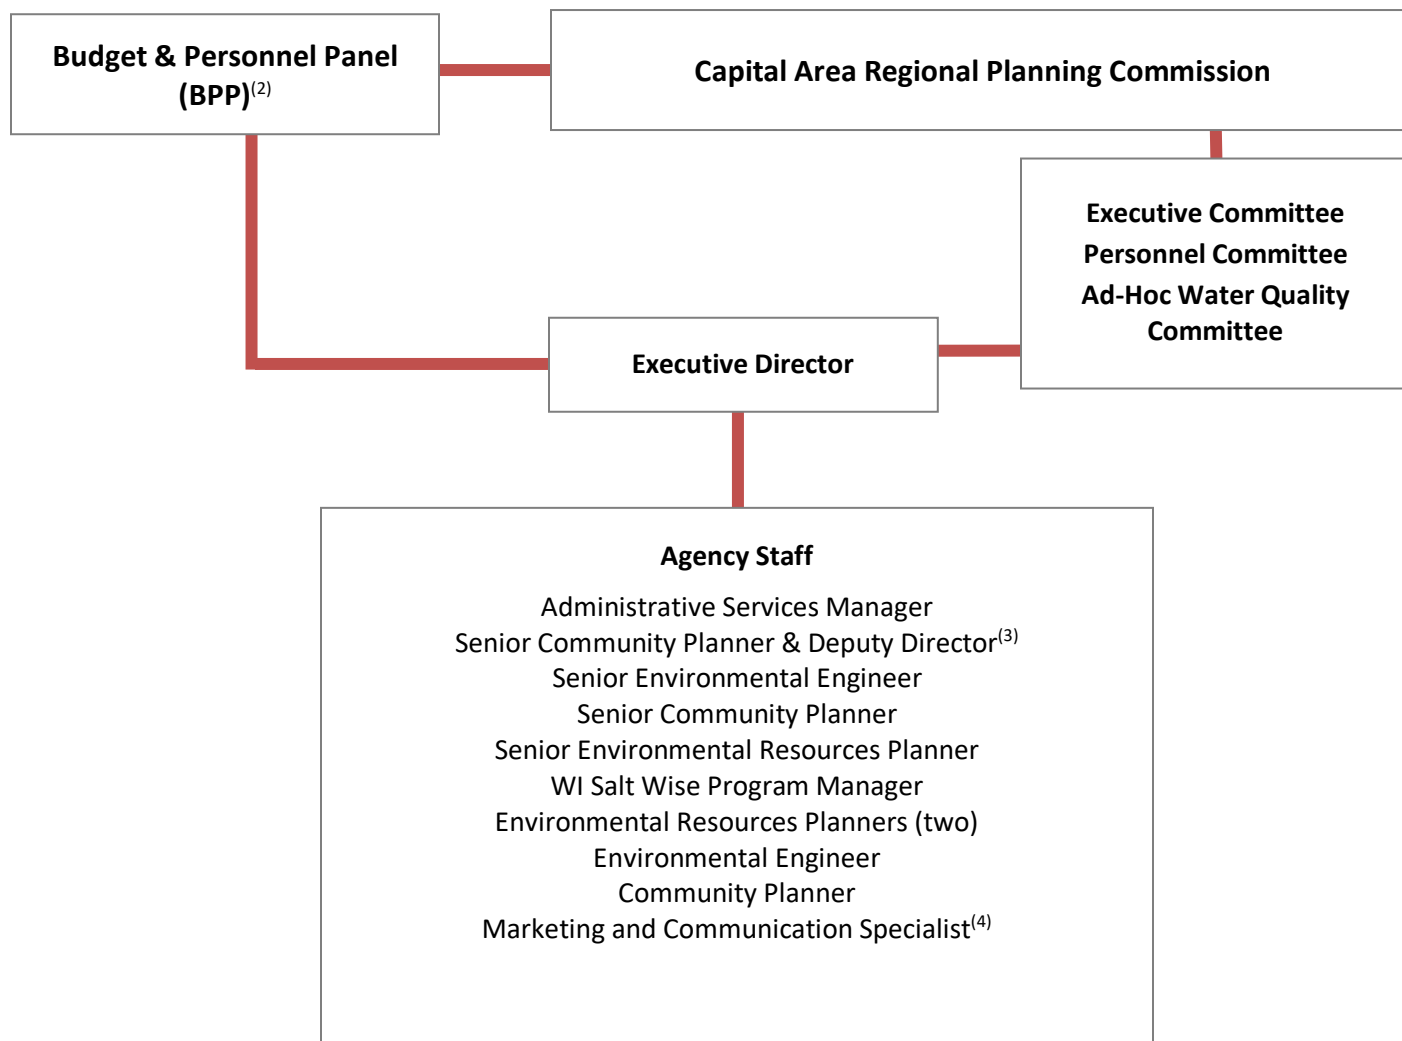 Budget & Personnel Panel
(BPP)(2)
Capital Area Regional Planning Commission
Executive Committee
Personnel Committee
Ad-Hoc Water Quality
Committee
Executive Director
Agency Staff
Administrative Services Manager
Senior Community Planner & Deputy Director(3)
Senior Environmental Engineer
Senior Community Planner
Senior Environmental Resources Planner
WI Salt Wise Program Manager
Environmental Resources Planners (two)
Environmental Engineer
Community Planner
Marketing and Communication Specialist(4)